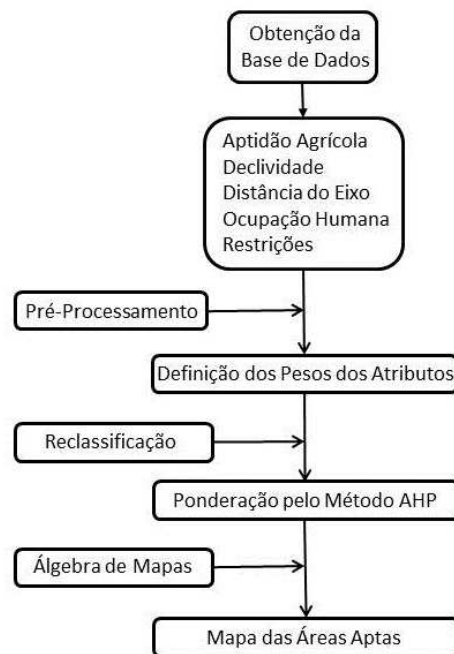 Obtenção da
Base de Dados
Aptidão Agrícola
Declividade
Distância do Eixo
Ocupação Humana
Restrições
Pré-Processamento
Definição dos Pesos dos Atributos
Reclassificação
Ponderação pelo Método AHP
Álgebra de Mapas
Mapa das Áreas Aptas